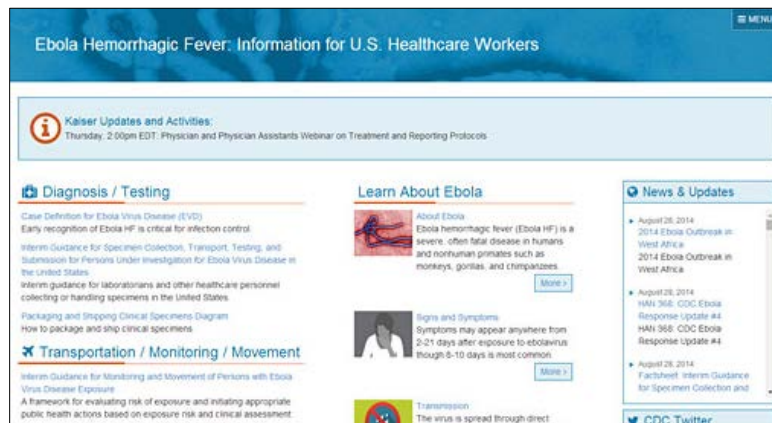 MENU
Ebola Hemorrhagic Fever: Information for U.S. Healthcare Workers
Kaiser Updates and Activities:
Thursday, 2:00pm EDT: Physician and Physician Assistants Webinar on Treatment and Reporting Protocols
Diagnosis / Testing
Case Definition for Ebola Virus Disease (EVD)
Early recognition of Ebola HF is critical for infection control.
Interim Guidance for Specimen Collection, Transport, Testing, and
Submission for Persons Under Investigation for Ebola Virus Disease in
the United States
Interim guidance for laboratorians and other healthcare personnel
collecting or handling specimens in the United States
Packaging and Shipping Clinical Specimens Diagram
How to package and ship clinical specimens
Transportation / Monitoring / Movement
Interim Guidance for Monitoring and Movement of Persons with Ebola
Virus Disease Exposure
A framework for evaluating risk of exposure and initiating appropriate
public health actions based on exposure risk and clinical assessment
Learn About Ebola
About Ebola
Ebola hemorrhagic fever (Ebola HF) is a
severe, often fatal disease in humans
and nonhuman primates such as
monkeys, gorillas, and chimpanzees
More >
Signs and Symptoms
Symptoms may appear anywhere from
2-21 days after exposure to ebolavirus
though 8-10 days is most common
More >
Transmission
The virus is spread through direct
News & Updates
August 28, 2014
2014 Ebola Outbreak in
West Africa
2014 Ebola Outbreak in
West Africa
August 28, 2014
HAN 368: CDC Ebola
Response Update #4
HAN 368: CDC Ebola
Response Update #4
August 28, 2014
Factsheet: Interim Guidance
for Specimen Collection and
CDC Twitter